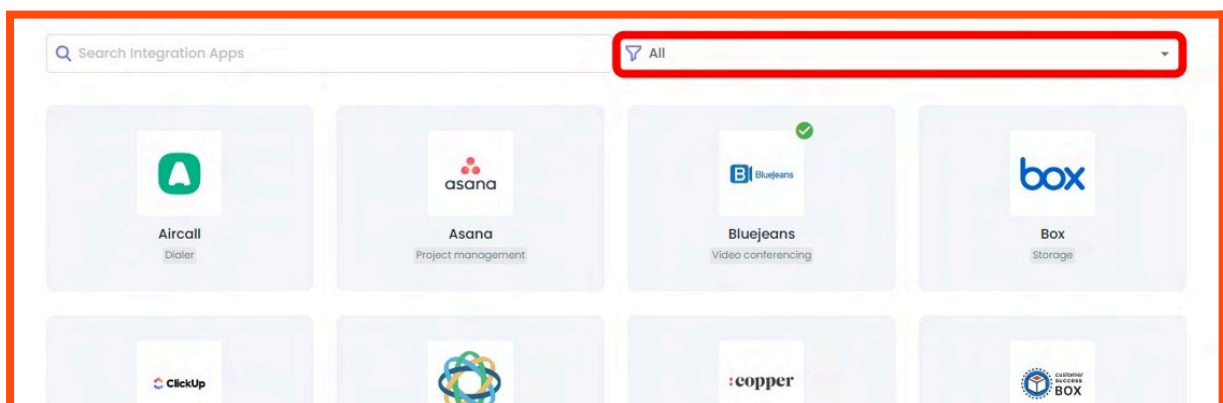 Search Integration Apps
All
asana
B Bluejeans
box
Aircall
Asana
Bluejeans
Box
Dialer
Project management
Video conferencing
Storage
ClickUp
:copper
customer
success
BOX